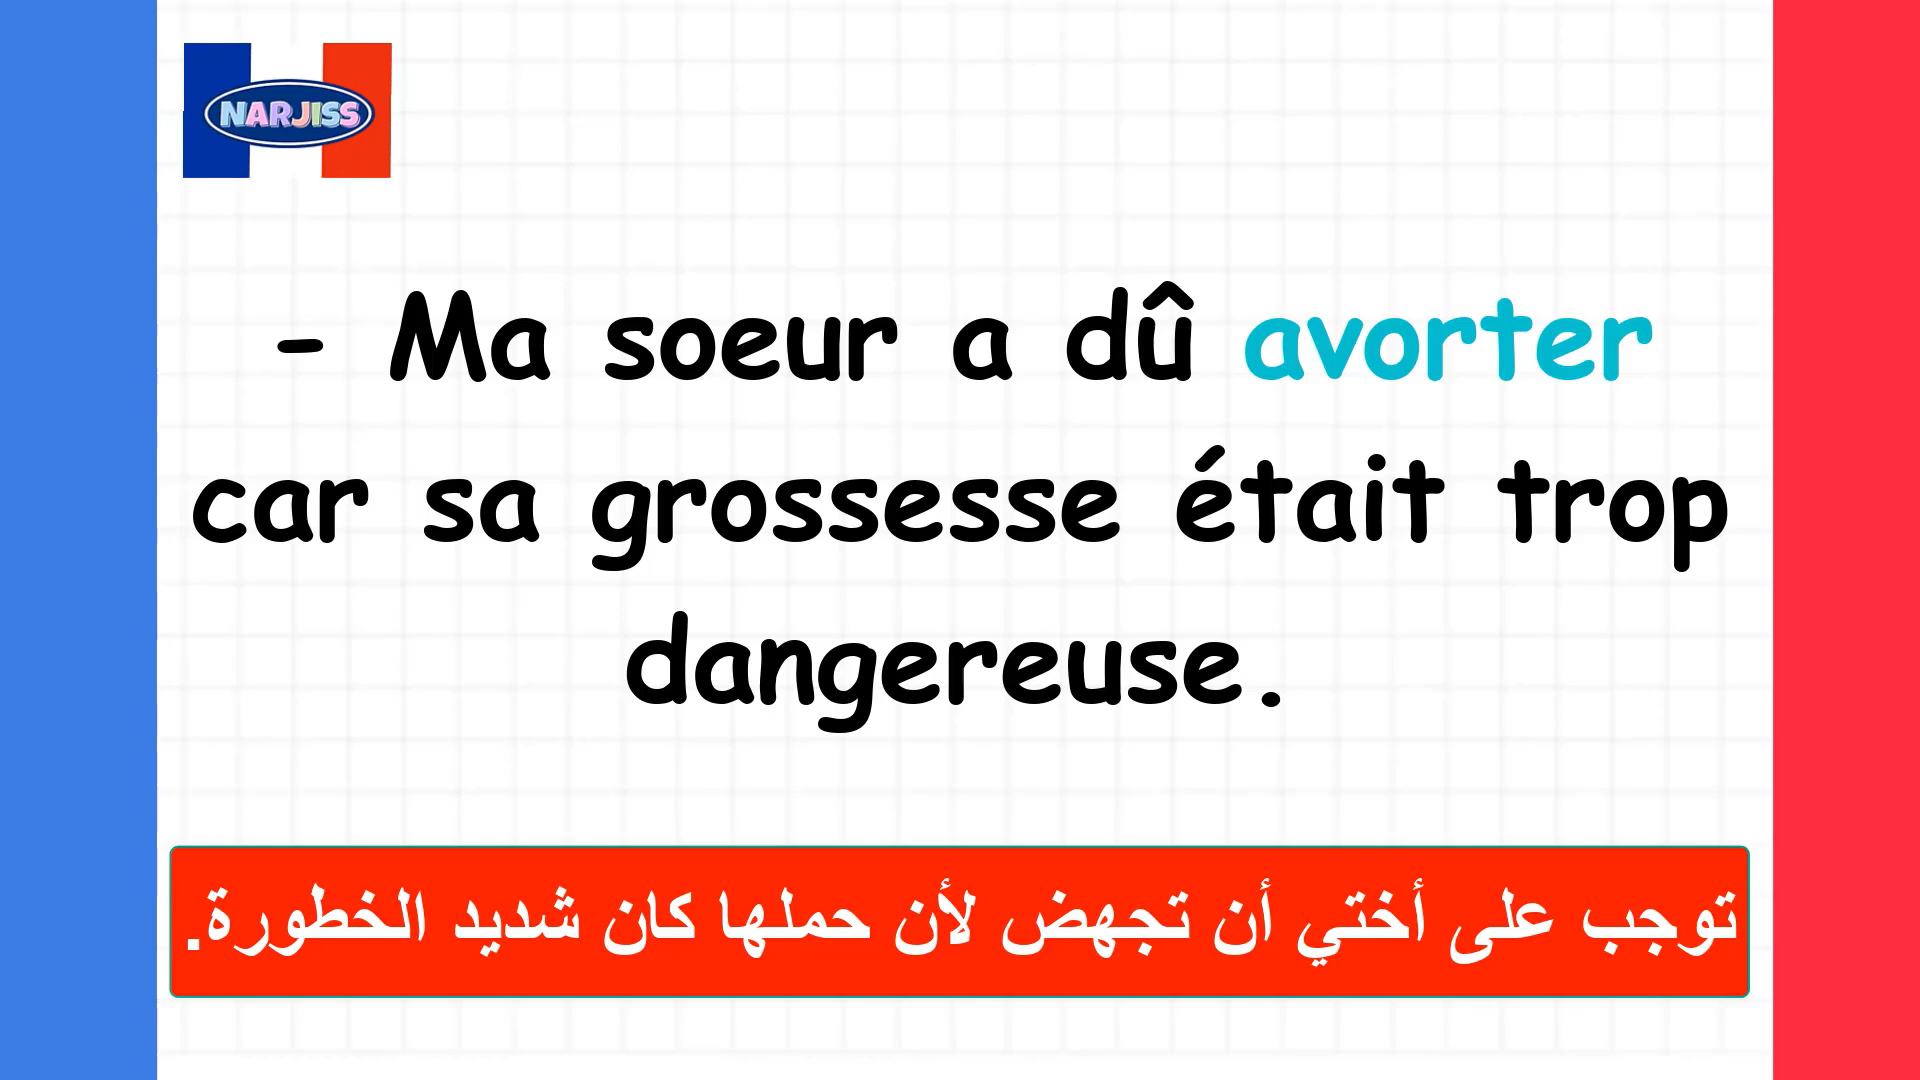 NARJISS
- Ma soeur a dû avorter
car sa grossesse était trop
dangereuse.
توجب على أختي أن تجهض لأن حملها كان شديد الخطورة.